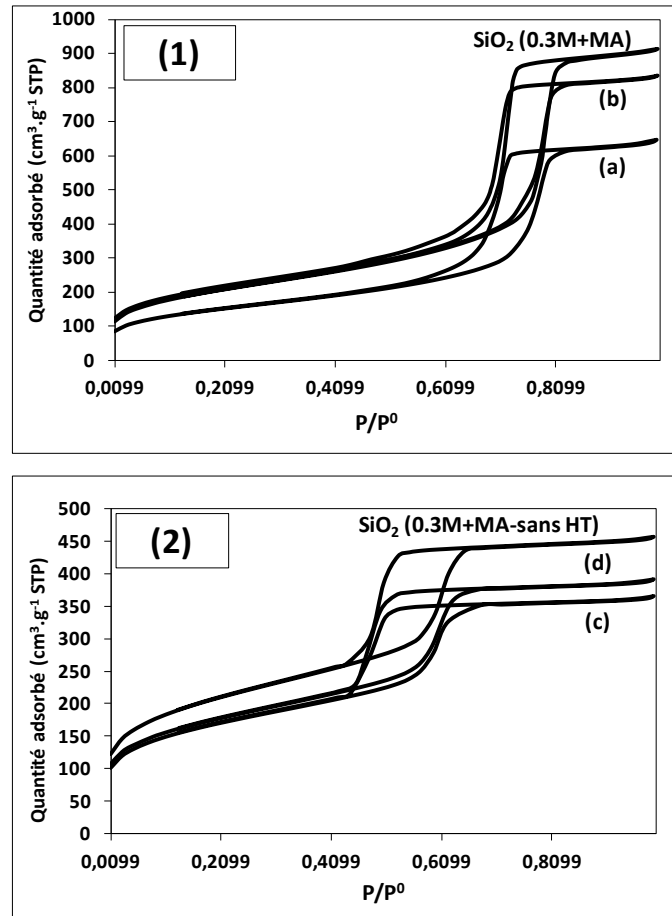 1000
900
800
700
600
500
400
300
200
100
0
Quantité adsorbé (cm³.g⁻¹ STP)
(1)
SiO₂ (0.3M+MA)
(b)
(a)
0,0099 0,2099 0,4099 0,6099 0,8099
P/P⁰
500
450
400
350
300
250
200
150
100
50
0
Quantité adsorbé (cm³.g⁻¹ STP)
(2)
SiO₂ (0.3M+MA-sans HT)
(d)
(c)
0,0099 0,2099 0,4099 0,6099 0,8099
P/P⁰